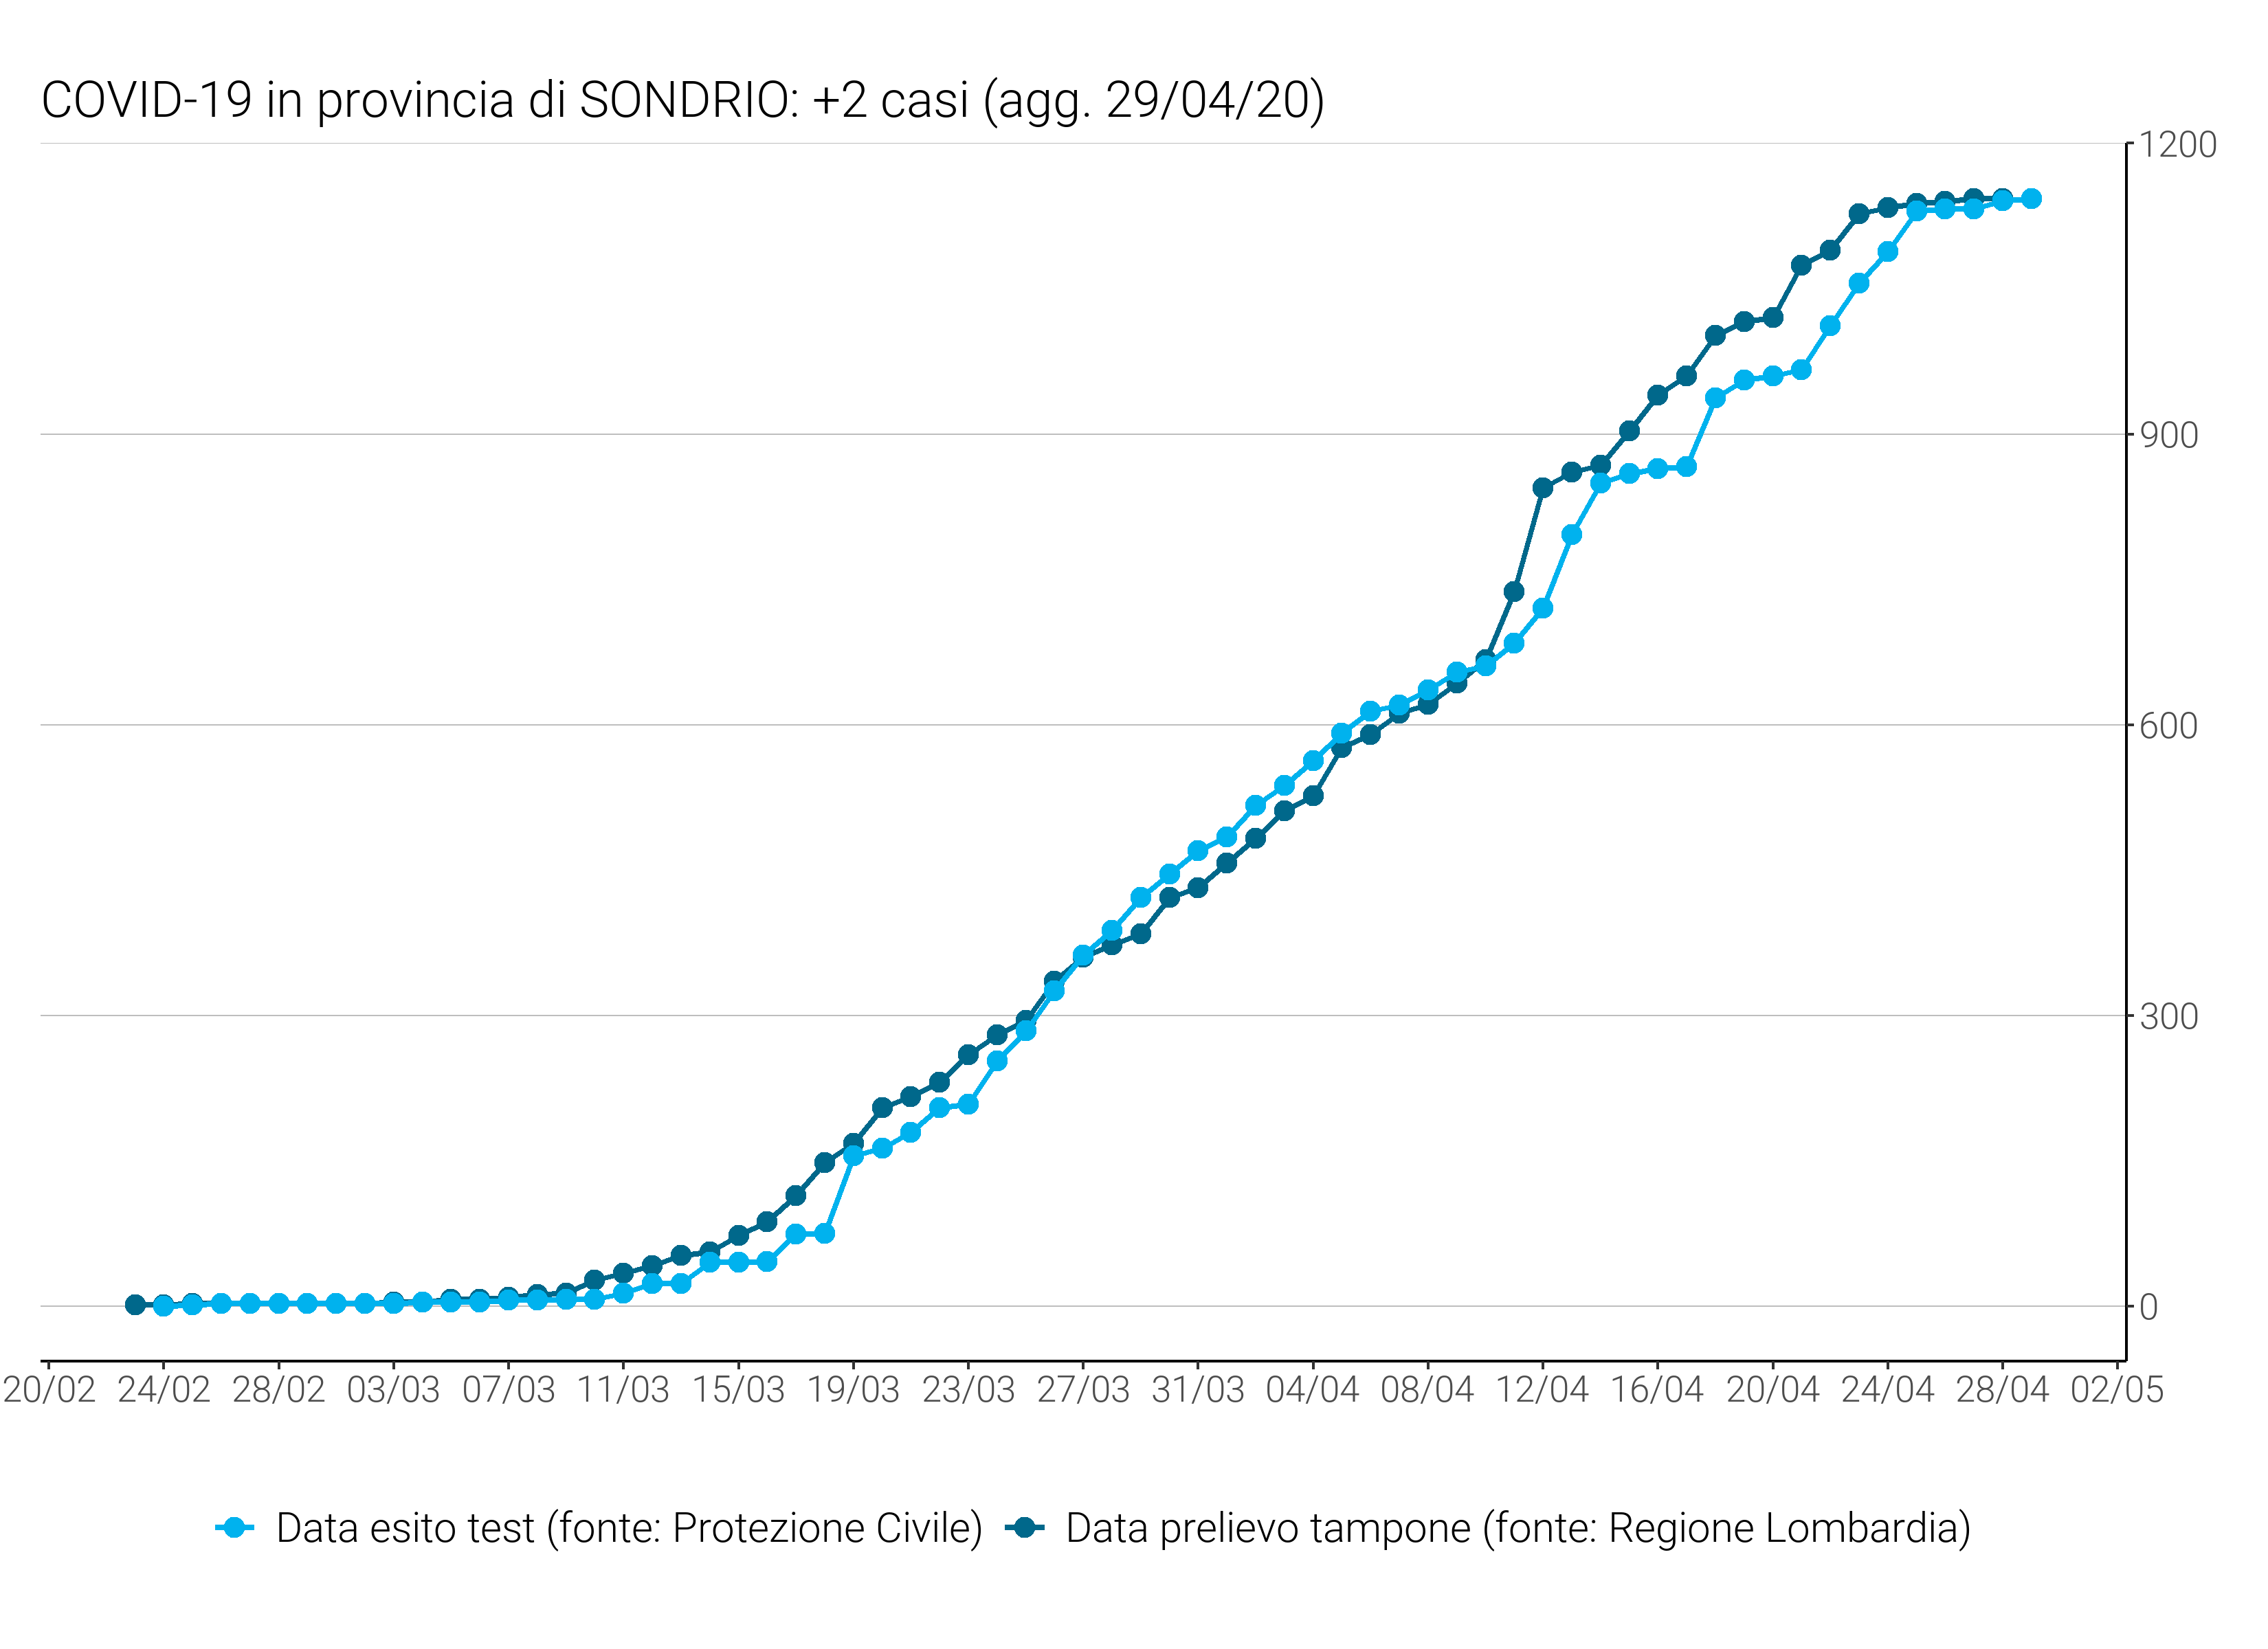 COVID-19 in provincia di SONDRIO: +2 casi (agg. 29/04/20)
1200
900
600
300
0
20/02 24/02 28/02 03/03 07/03 11/03 15/03 19/03 23/03 27/03 31/03 04/04 08/04 12/04 16/04 20/04 24/04 28/04 02/05
Data esito test (fonte: Protezione Civile) Data prelievo tampone (fonte: Regione Lombardia)